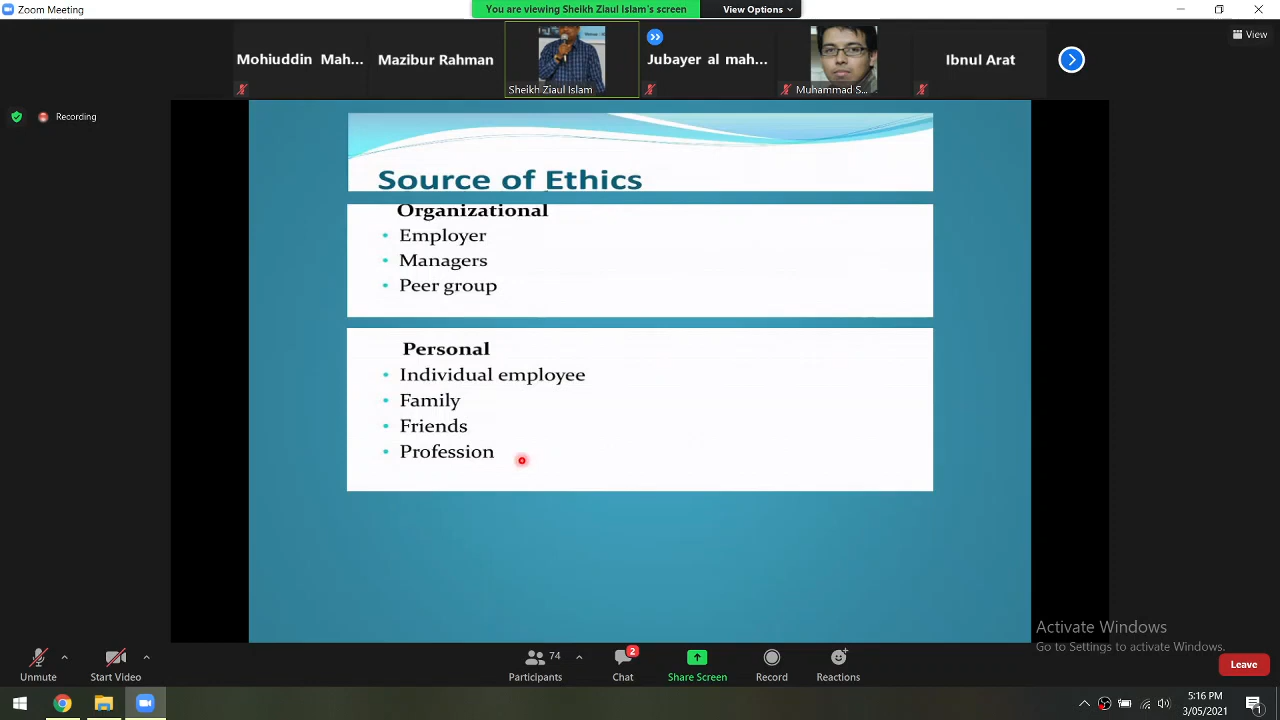 Zoom Meeting
You are viewing Sheikh Ziaul Islam's screen
View Options
View
Mohiuddin Mah...
Mazibur Rahman
Sheikh Ziaul Islam
Jubayer al mah...
Muhammad S...
Ibnul Arat
Recording
Source of Ethics
Organizational
• Employer
• Managers
• Peer group
Personal
• Individual employee
• Family
• Friends
• Profession
Activate Windows
Go to Settings to activate Windows.
Unmute
Start Video
74
Participants
2
Chat
Share Screen
Record
Reactions
Leave
5:16 PM
3/05/2021
1